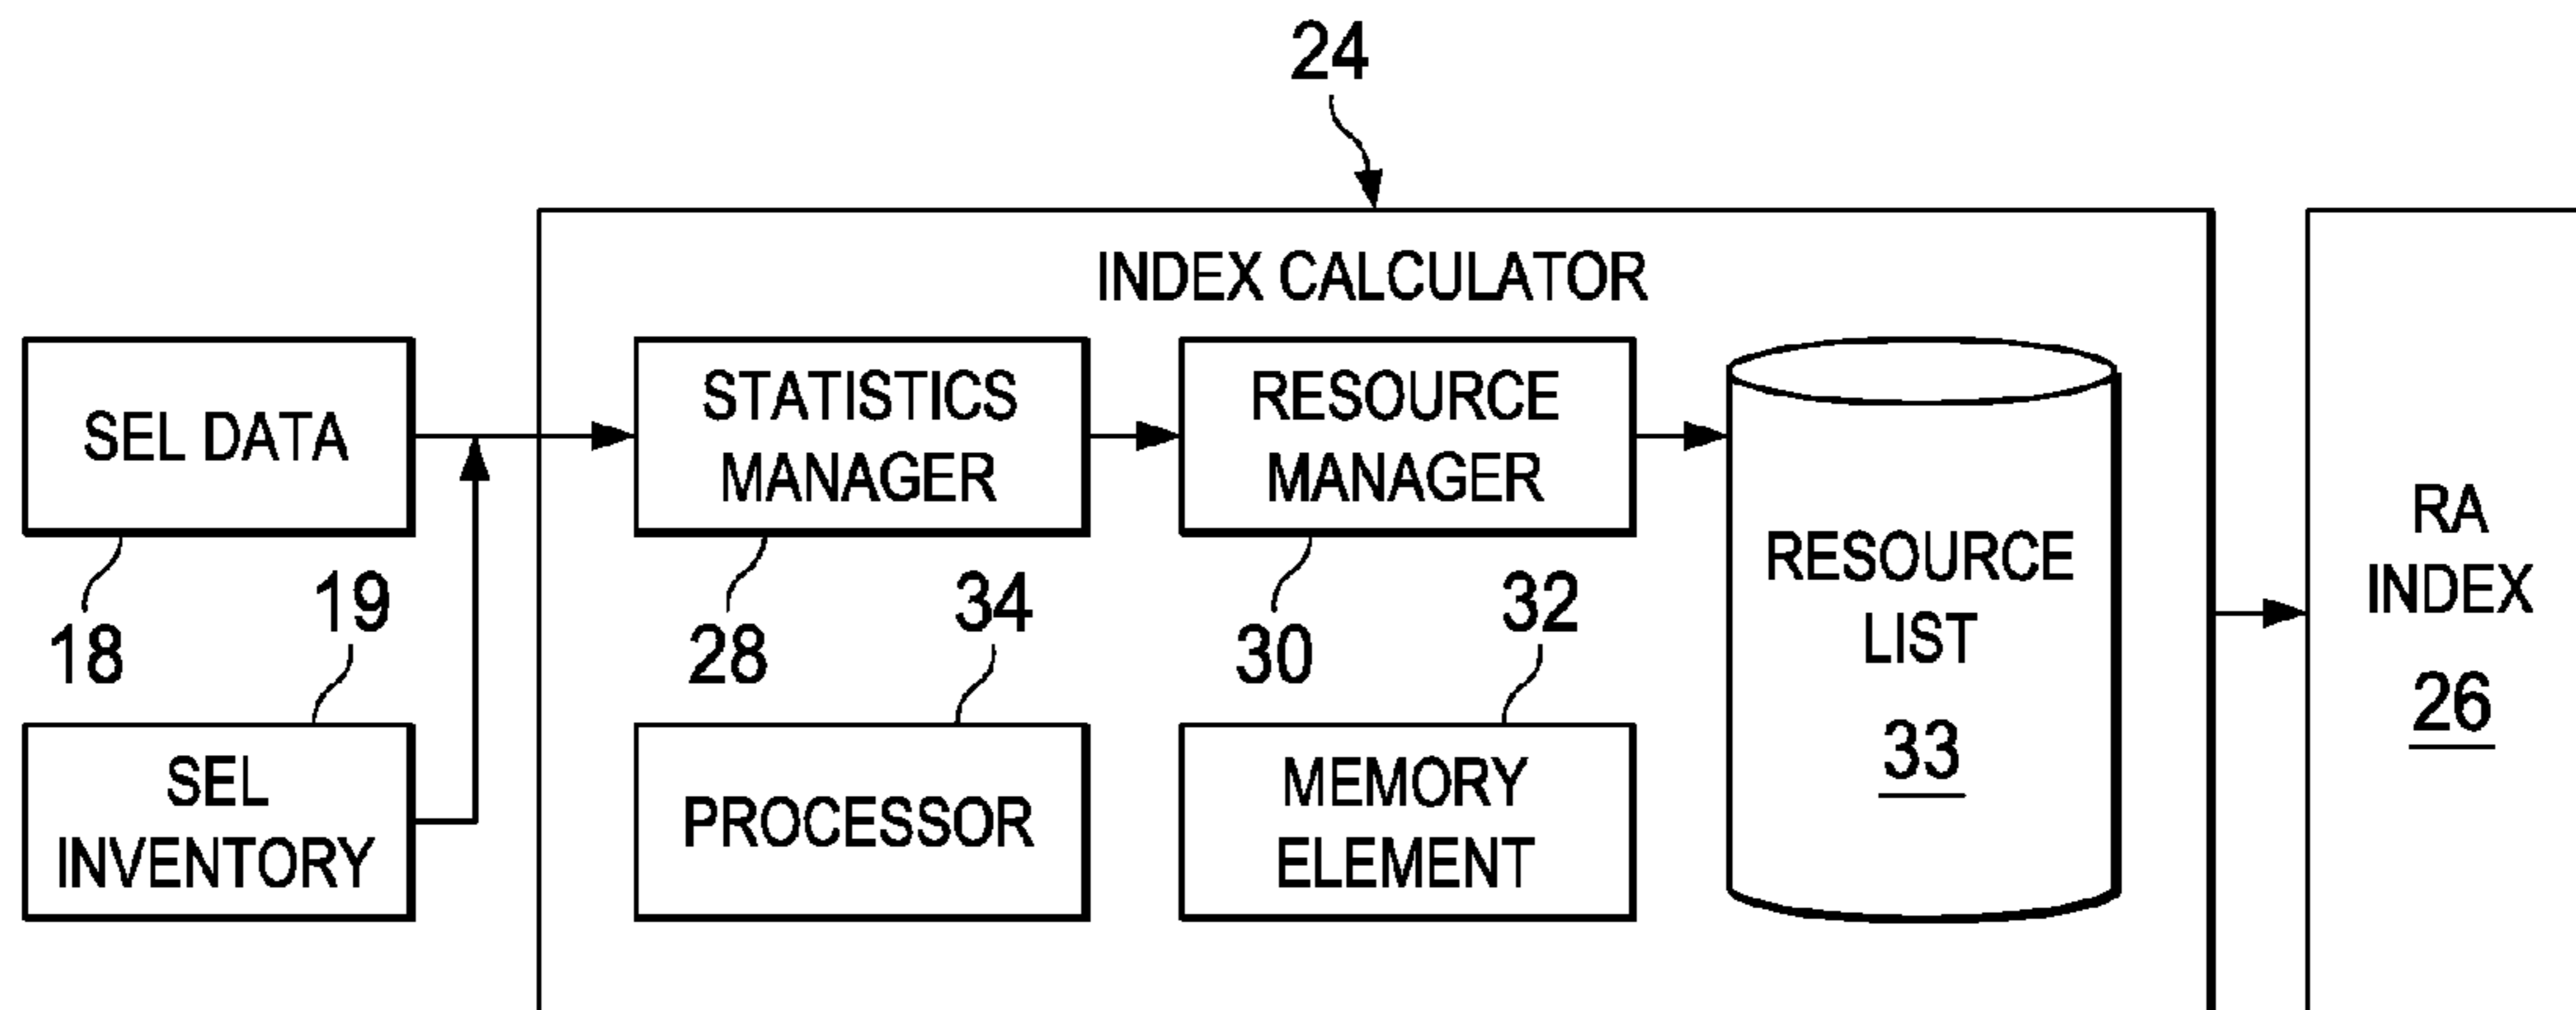 24
INDEX CALCULATOR
SEL DATA
18
SEL
INVENTORY
19
STATISTICS
MANAGER
28
RESOURCE
MANAGER
30
PROCESSOR
34
MEMORY
ELEMENT
32
RESOURCE
LIST
33
RA
INDEX
26